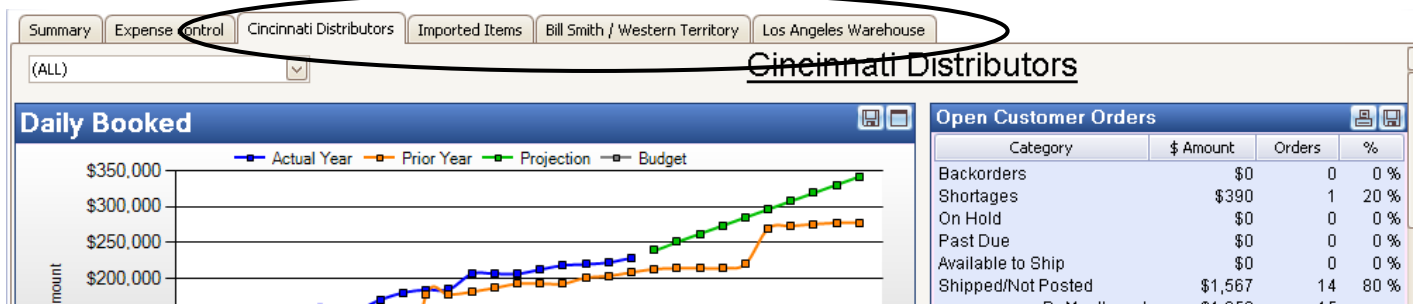 Summary Expense Control Cincinnati Distributors Imported Items Bill Smith / Western Territory Los Angeles Warehouse
(ALL)
Cincinnati Distributors
Daily Booked
Actual Year Prior Year Projection Budget
$350,000
$300,000
$250,000
$200,000
Open Customer Orders
Category $ Amount Orders %
Backorders $0 0 0 %
Shortages $390 1 20 %
On Hold $0 0 0 %
Past Due $0 0 0 %
Available to Ship $0 0 0 %
Shipped/Not Posted $1,567 14 80 %